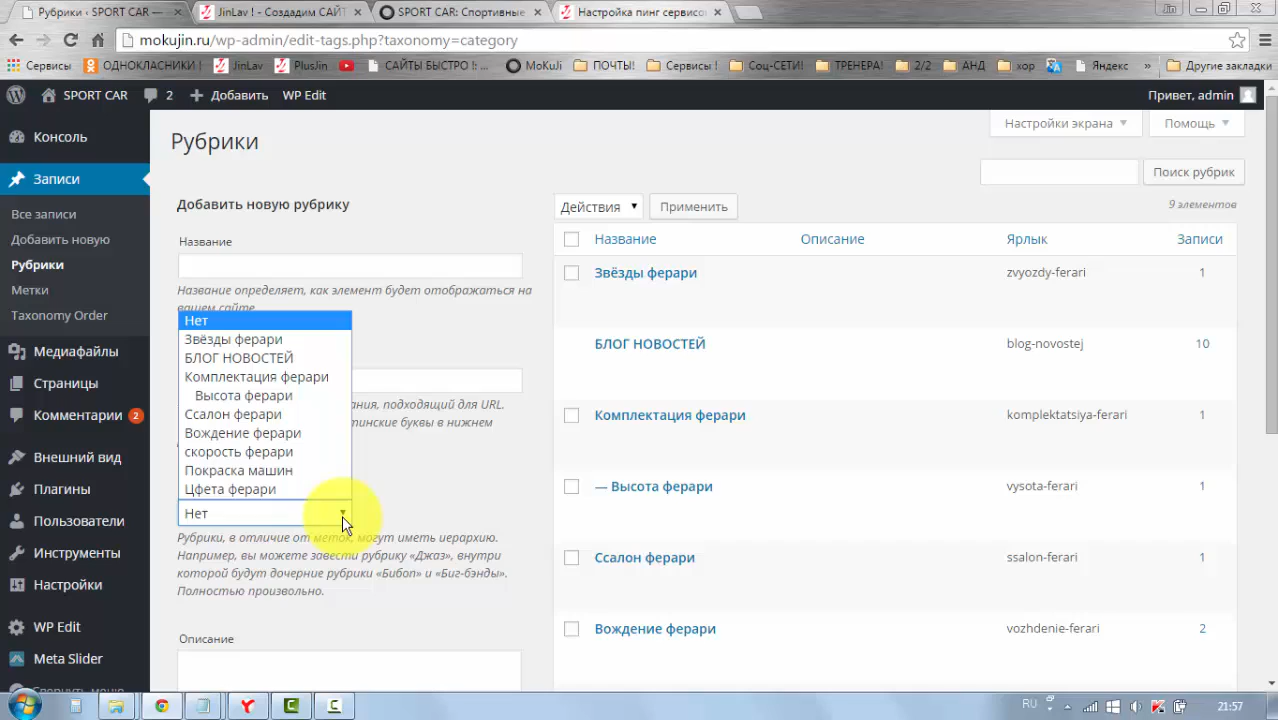 Рубрики ‹ SPORT CAR —
JinLav ! - Создадим САЙТ
SPORT CAR: Спортивные
Настройка пинг сервисо
mokujin.ru/wp-admin/edit-tags.php?taxonomy=category
Сервисы
ОДНОКЛАСНИКИ !
JinLav
PlusJin
САЙТЫ БЫСТРО !: ...
MoKuJi
ПОЧТЫ!
Сервисы !
Соц-СЕТИ!
ТРЕНЕРА!
2/2
АНД
хор
Яндекс
»
Другие закладки
SPORT CAR
2
Добавить
WP Edit
Привет, admin
Консоль
Записи
Все записи
Добавить новую
Рубрики
Метки
Taxonomy Order
Медиафайлы
Страницы
Комментарии 2
Внешний вид
Плагины
Пользователи
Инструменты
Настройки
WP Edit
Meta Slider
Свернуть меню
Рубрики
Настройки экрана
Помощь
Поиск рубрик
Добавить новую рубрику
Название
Название определяет, как элемент будет отображаться на
вашем сайте.
Нет
Звёзды ферари
БЛОГ НОВОСТЕЙ
Комплектация ферари
Высота ферари
Ссалон ферари
Вождение ферари
скорость ферари
Покраска машин
Цфета ферари
ания, подходящий для URL.
тинские буквы в нижнем
Нет
Рубрики, в отличие от меток, могут иметь иерархию.
Например, вы можете завести рубрику «Джаз», внутри
которой будут дочерние рубрики «Бибоп» и «Биг-бэнды».
Полностью произвольно.
Описание
Действия
Применить
9 элементов
Название Описание Ярлык Записи
Звёзды ферари zvyozdy-ferari 1
БЛОГ НОВОСТЕЙ blog-novostej 10
Комплектация ферари komplektatsiya-ferari 1
— Высота ферари vysota-ferari 1
Ссалон ферари ssalon-ferari 1
Вождение ферари vozhdenie-ferari 2
RU
21:57